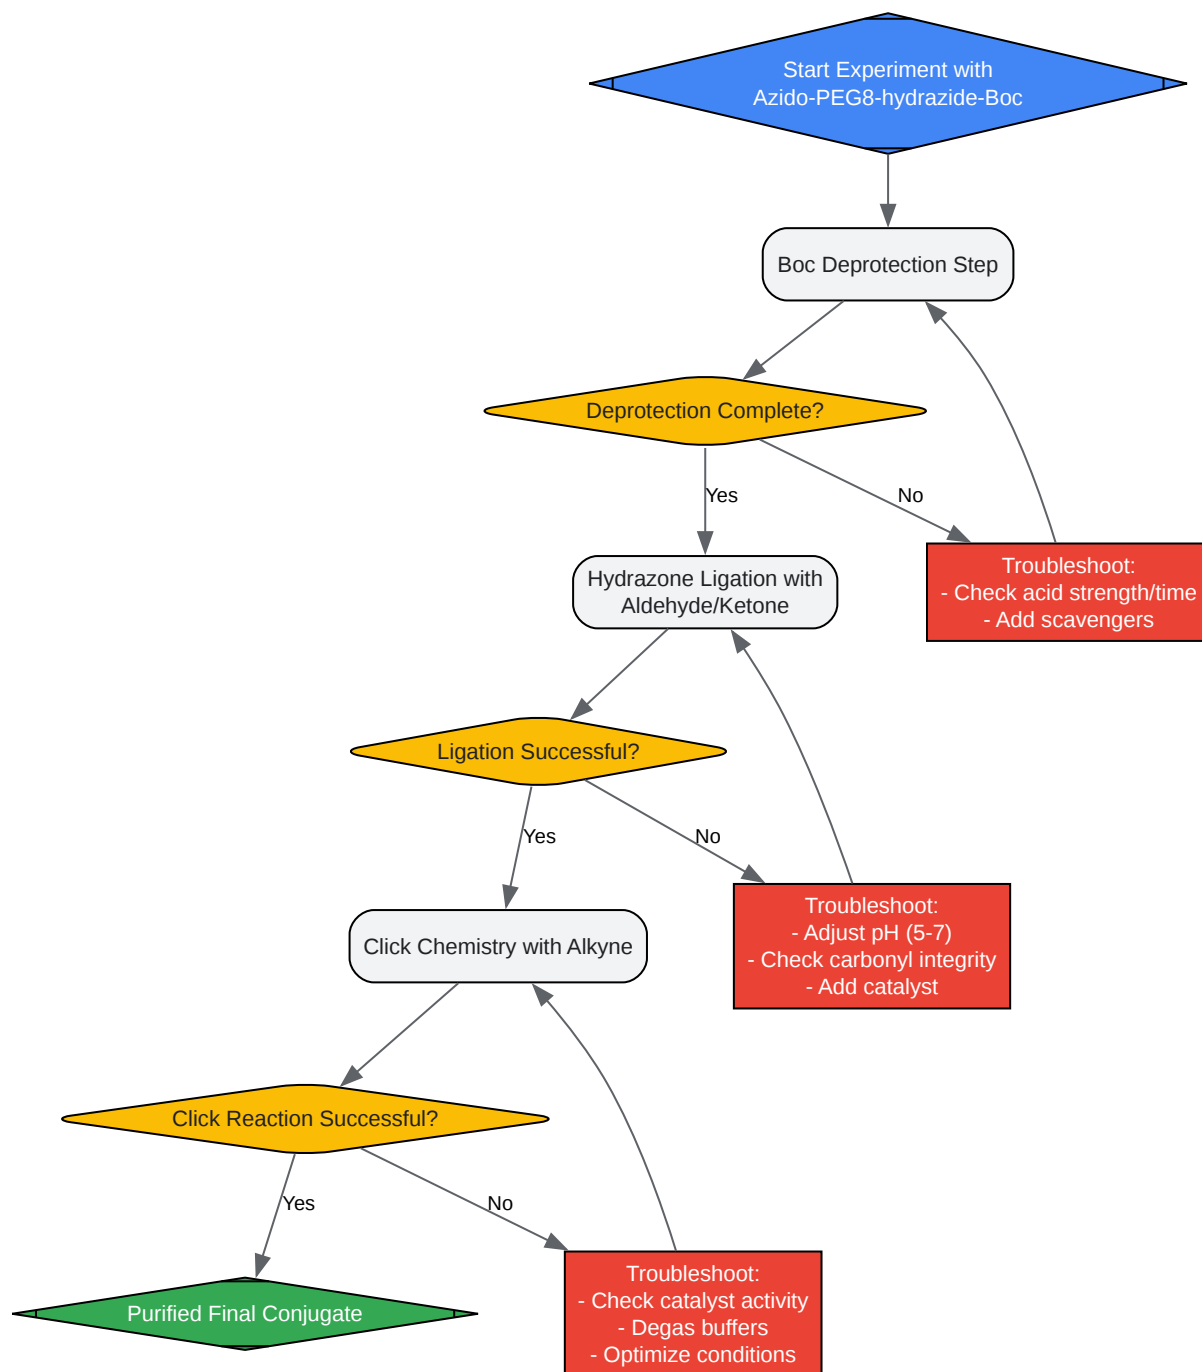 Start Experiment with
Azido-PEG8-hydrazide-Boc
Boc Deprotection Step
Deprotection Complete?
Yes
No
Hydrazone Ligation with
Aldehyde/Ketone
Troubleshoot:
- Check acid strength/time
- Add scavengers
Ligation Successful?
Yes
No
Click Chemistry with Alkyne
Troubleshoot:
- Adjust pH (5-7)
- Check carbonyl integrity
- Add catalyst
Click Reaction Successful?
Yes
No
Purified Final Conjugate
Troubleshoot:
- Check catalyst activity
- Degas buffers
- Optimize conditions